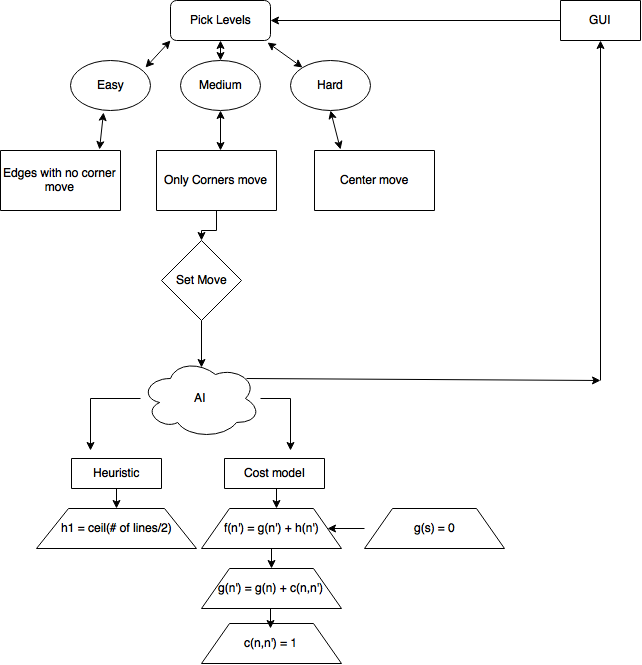 Pick Levels
GUI
Easy
Medium
Hard
Edges with no corner
move
Only Corners move
Center move
Set Move
AI
Heuristic
Cost model
h1 = ceil(# of lines/2)
f(n') = g(n') + h(n')
g(s) = 0
g(n') = g(n) + c(n,n')
c(n,n') = 1